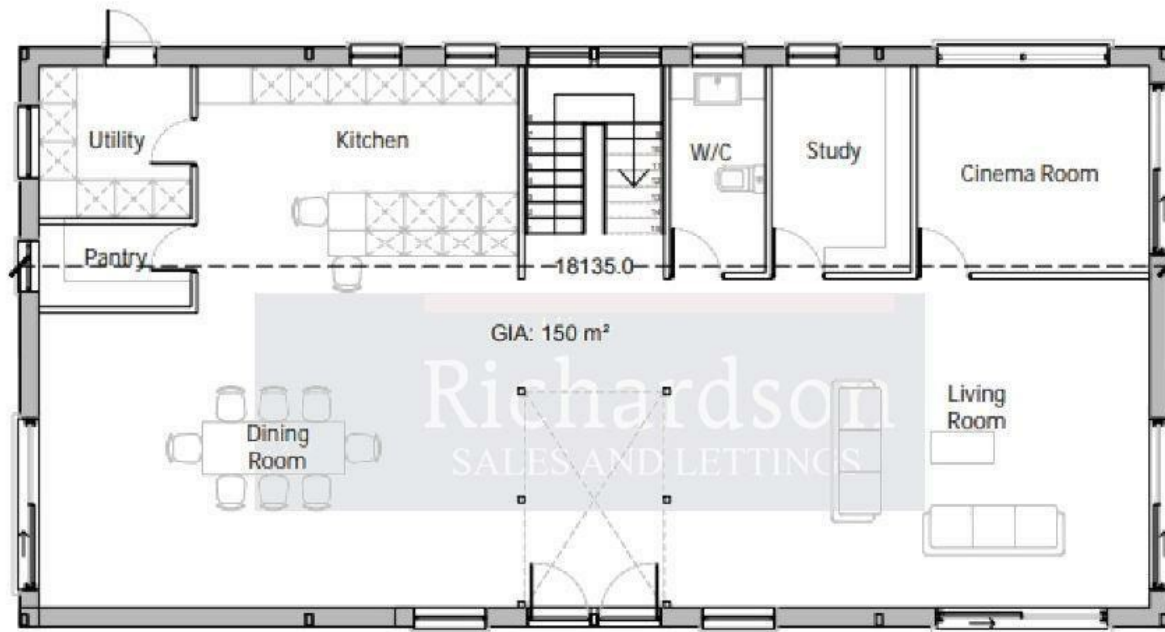 Utility
Kitchen
W/C
Study
Cinema Room
Pantry
18135.0
GIA: 150 m²
Richardson
SALES AND LETTINGS
Dining
Room
Living
Room